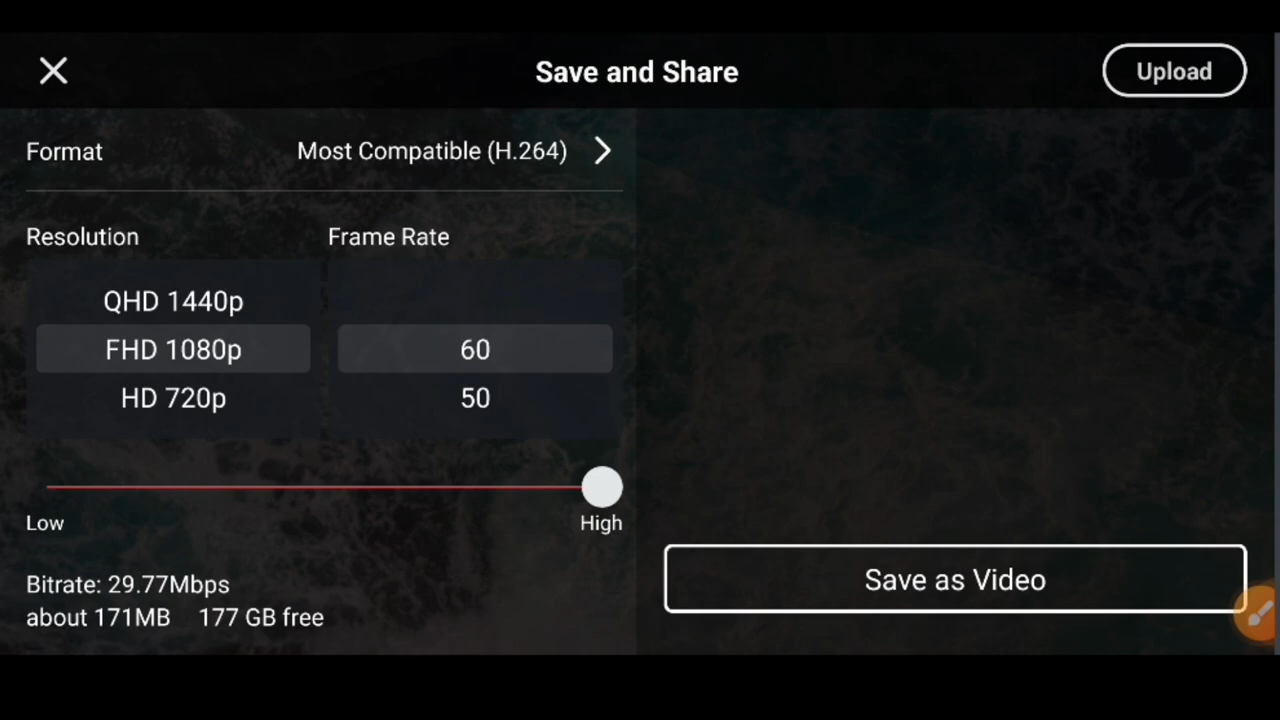 Save and Share
Upload
Format
Most Compatible (H.264)
Resolution
Frame Rate
QHD 1440p
FHD 1080p
60
HD 720p
50
Low
High
Bitrate: 29.77Mbps
about 171MB 177 GB free
Save as Video